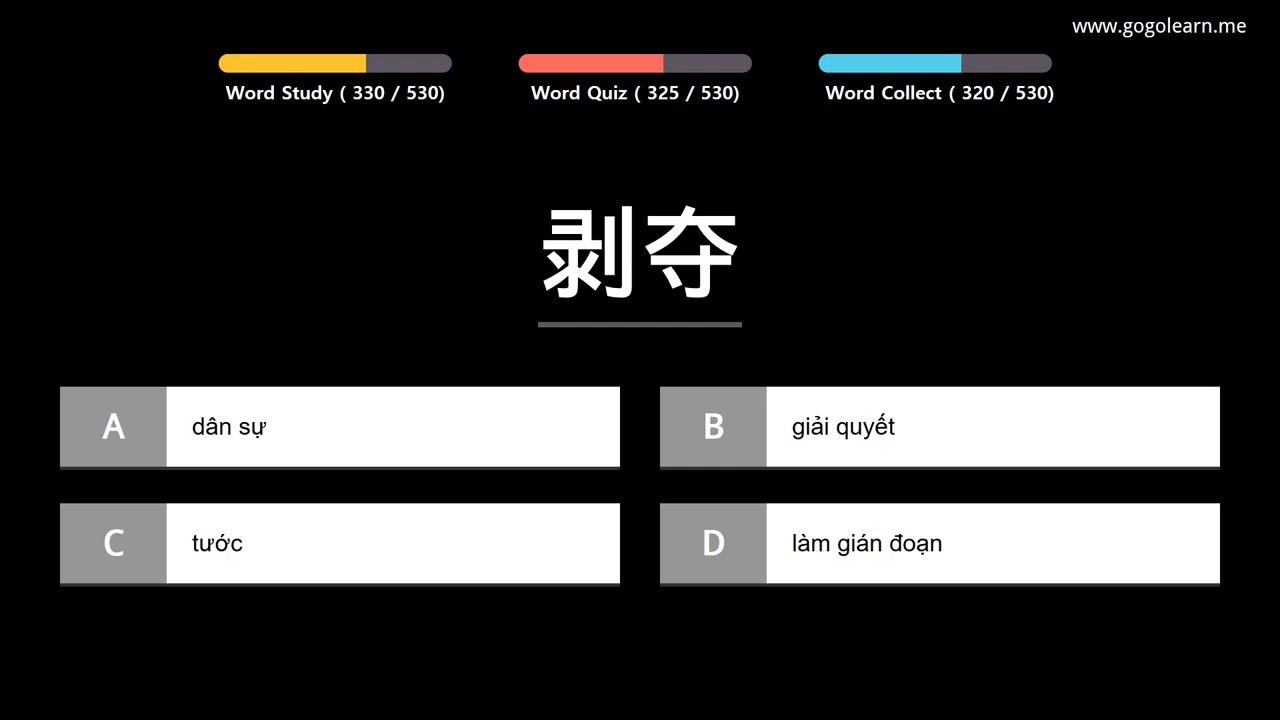 www.gogolearn.me
Word Study ( 330 / 530)
Word Quiz ( 325 / 530)
Word Collect ( 320 / 530)
剥夺
A dân sự
B giải quyết
C tước
D làm gián đoạn